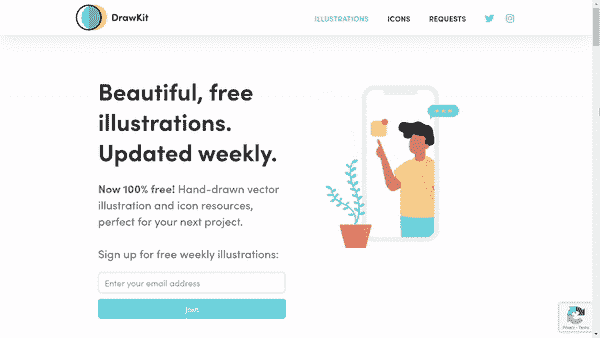 DrawKit
ILLUSTRATIONS
ICONS
REQUESTS
Beautiful, free
illustrations.
Updated weekly.
Now 100% free! Hand-drawn vector
illustration and icon resources,
perfect for your next project.
Sign up for free weekly illustrations:
Enter your email address
Join
Privacy - Terms